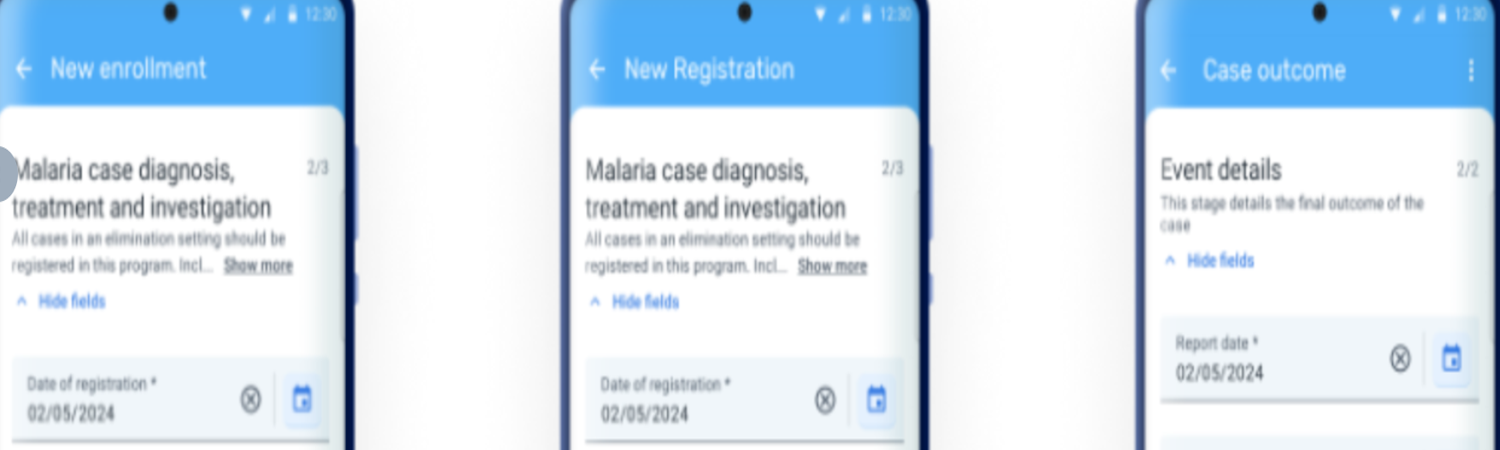 12:30
New enrollment
Malaria case diagnosis,
2/3
treatment and investigation
All cases in an elimination setting should be
registered in this program. Incl... Show more
Hide fields
Date of registration *
02/05/2024
12:30
New Registration
Malaria case diagnosis,
2/3
treatment and investigation
All cases in an elimination setting should be
registered in this program. Incl... Show more
Hide fields
Date of registration *
02/05/2024
12:30
Case outcome
Event details
2/2
This stage details the final outcome of the
case
Hide fields
Report date *
02/05/2024